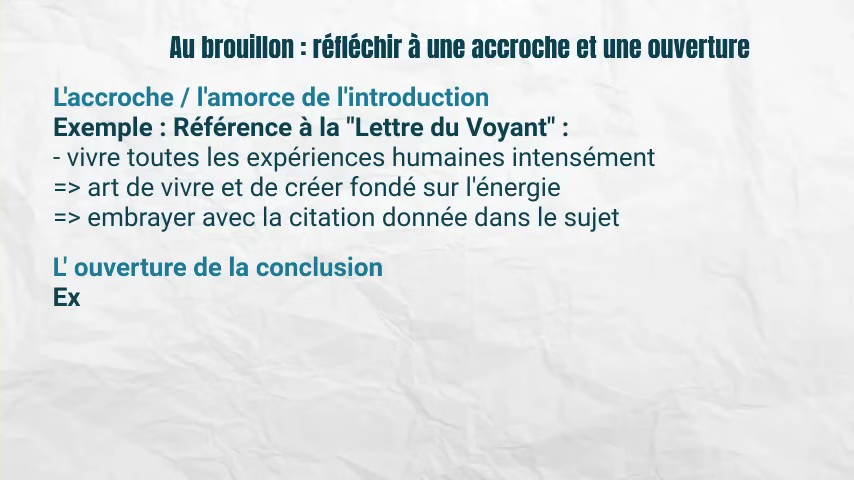 Au brouillon : réfléchir à une accroche et une ouverture
L'accroche / l'amorce de l'introduction
Exemple : Référence à la "Lettre du Voyant" :
- vivre toutes les expériences humaines intensément
=> art de vivre et de créer fondé sur l'énergie
=> embrayer avec la citation donnée dans le sujet
L' ouverture de la conclusion
Ex